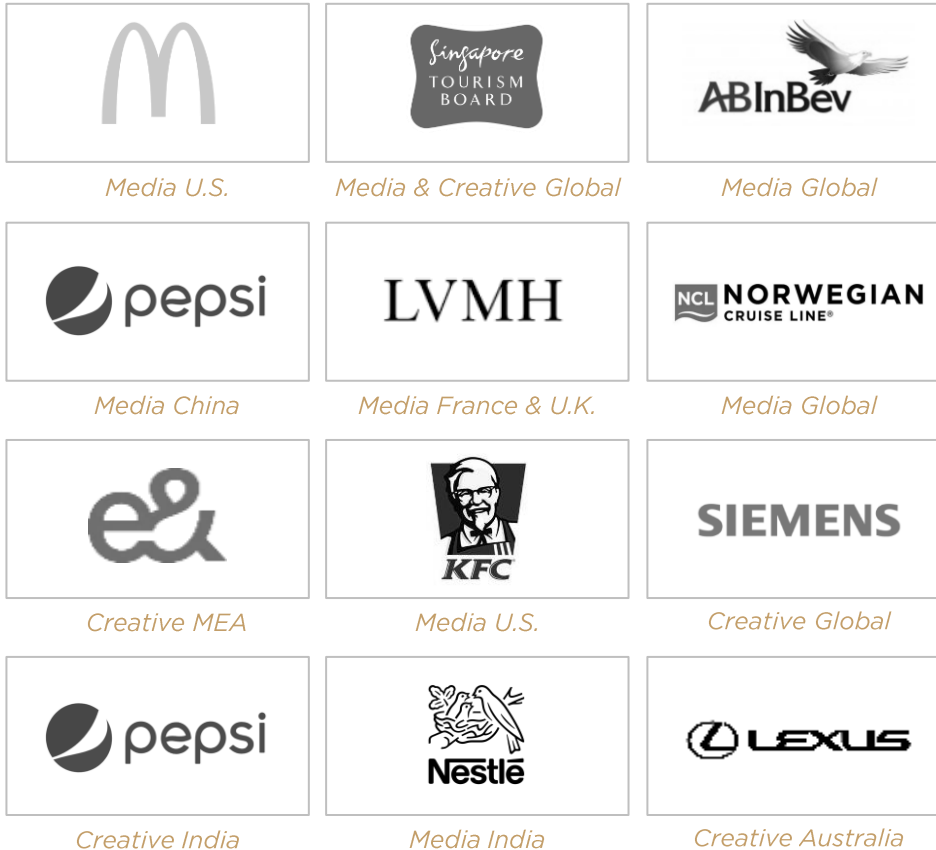 M
Singapore
TOURISM
BOARD
ABInBev
Media U.S.
Media & Creative Global
Media Global
pepsi
LVMH
NCL NORWEGIAN
CRUISE LINE®
Media China
Media France & U.K.
Media Global
e&
KFC
SIEMENS
Creative MEA
Media U.S.
Creative Global
pepsi
Nestlé
LEXUS
Creative India
Media India
Creative Australia